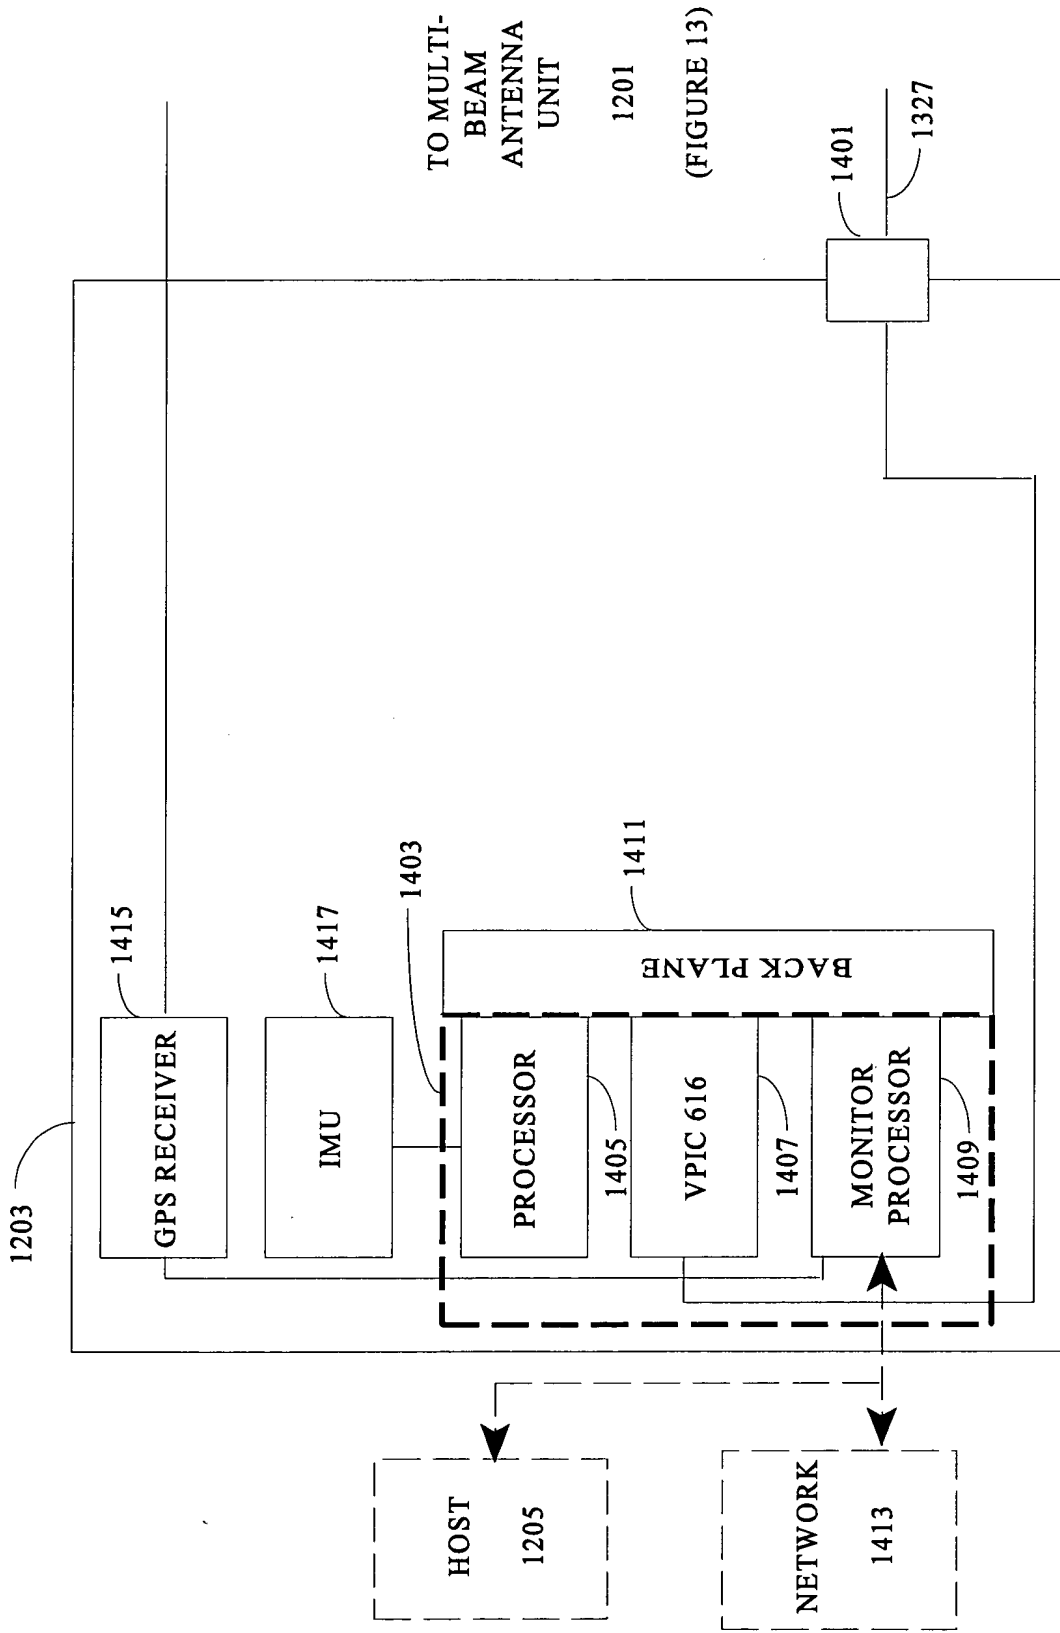 1203
GPS RECEIVER
1415
IMU
1417
1403
PROCESSOR
1405
VPIC 616
1407
MONITOR
PROCESSOR
1409
BACK PLANE
1411
HOST
1205
NETWORK
1413
TO MULTI-
BEAM
ANTENNA
UNIT
1201
(FIGURE 13)
1401
1327